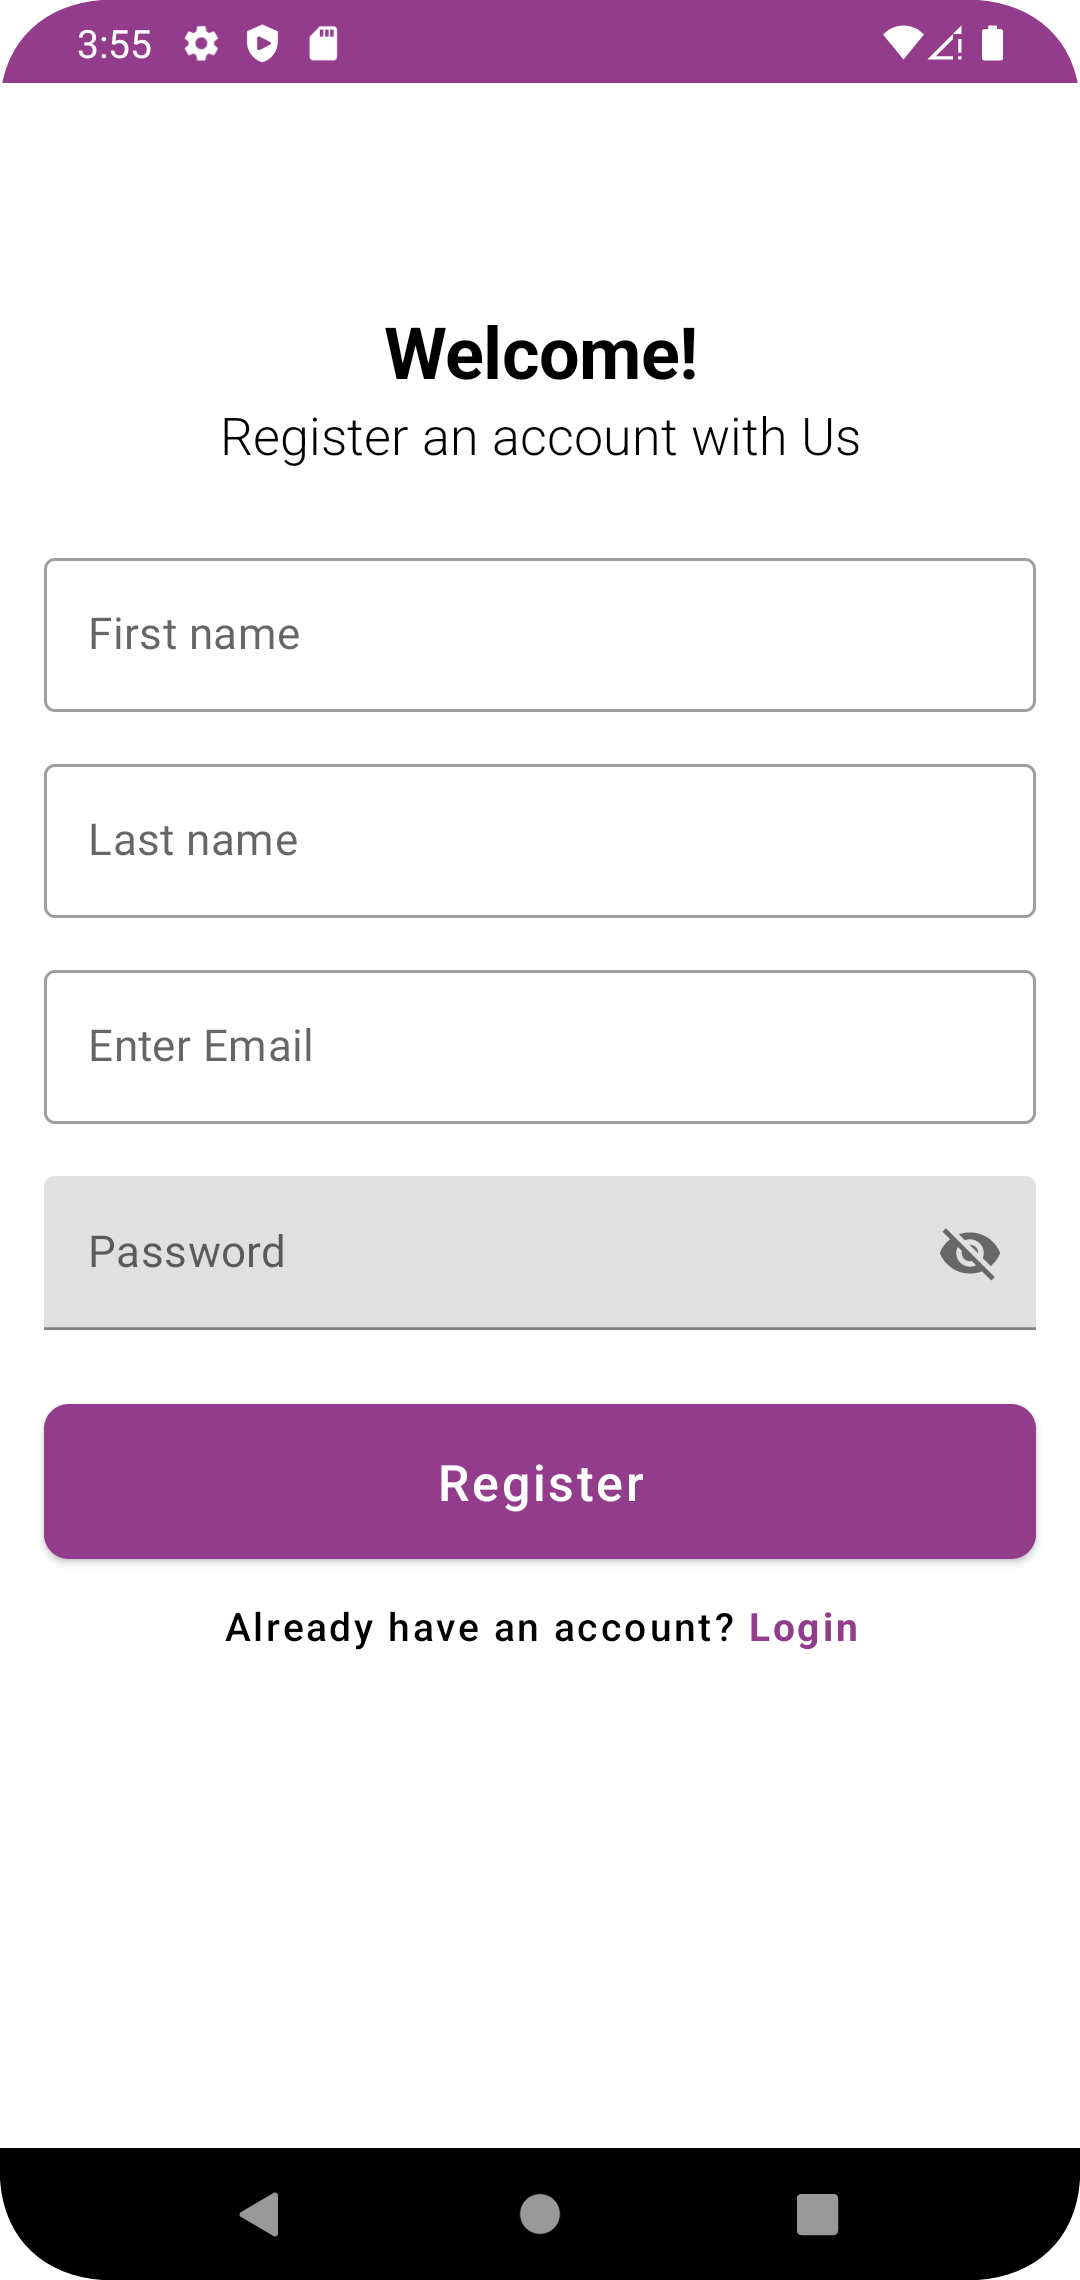 3:55
Welcome!
Register an account with Us
First name
Last name
Enter Email
Password
Register
Already have an account? Login